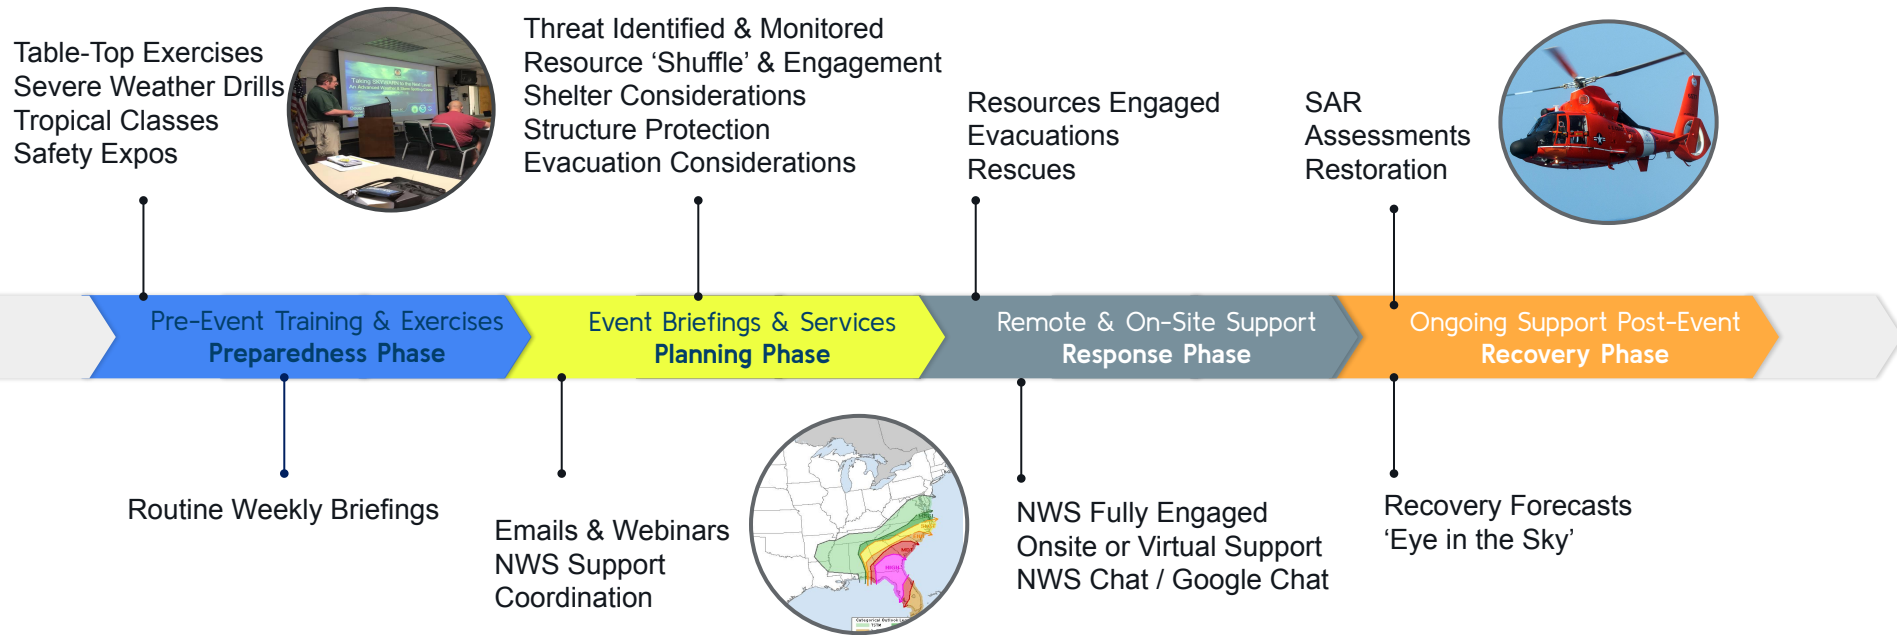 Table-Top Exercises
Severe Weather Drills
Tropical Classes
Safety Expos
Threat Identified & Monitored
Resource ‘Shuffle’ & Engagement
Shelter Considerations
Structure Protection
Evacuation Considerations
Resources Engaged
Evacuations
Rescues
SAR
Assessments
Restoration
Pre-Event Training & Exercises
Preparedness Phase
Event Briefings & Services
Planning Phase
Remote & On-Site Support
Response Phase
Ongoing Support Post-Event
Recovery Phase
Routine Weekly Briefings
Emails & Webinars
NWS Support
Coordination
NWS Fully Engaged
Onsite or Virtual Support
NWS Chat / Google Chat
Recovery Forecasts
‘Eye in the Sky’